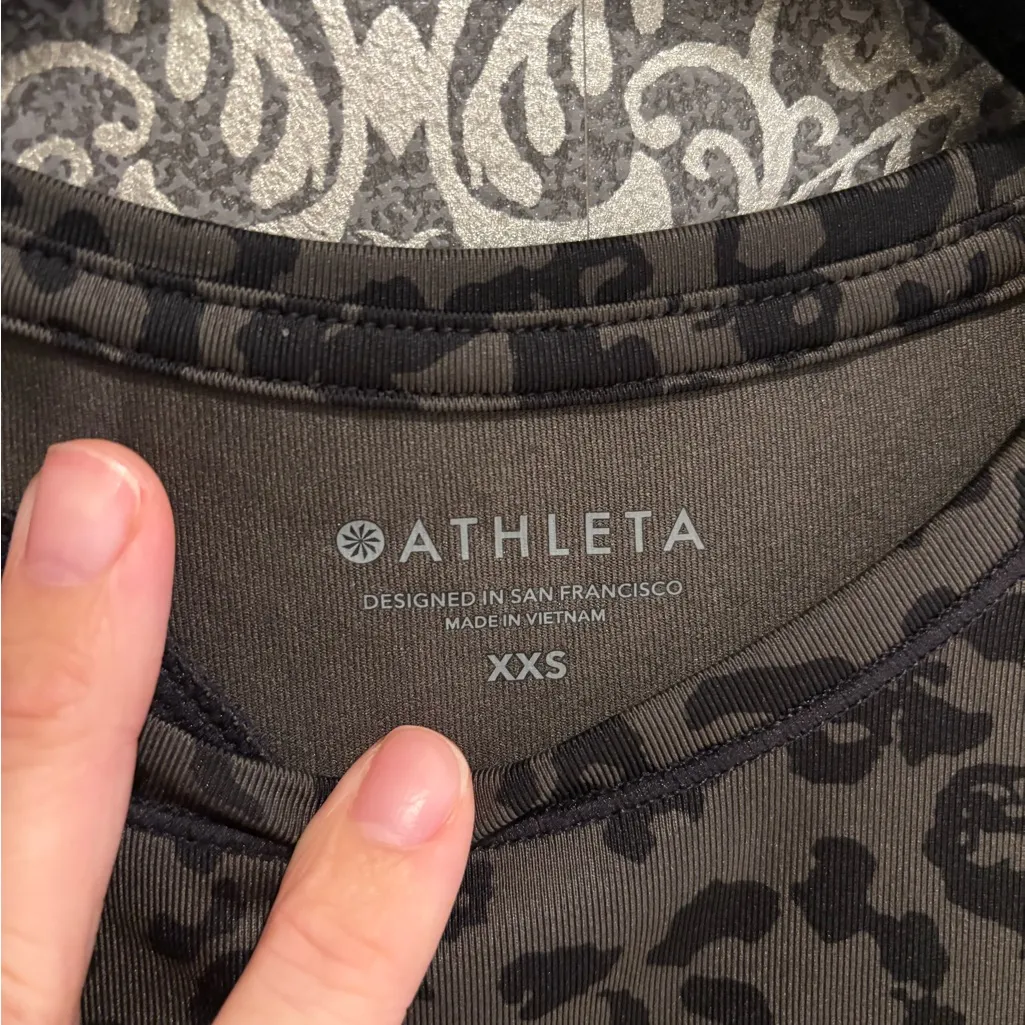 ATHLETA
DESIGNED IN SAN FRANCISCO
MADE IN VIETNAM
XXS